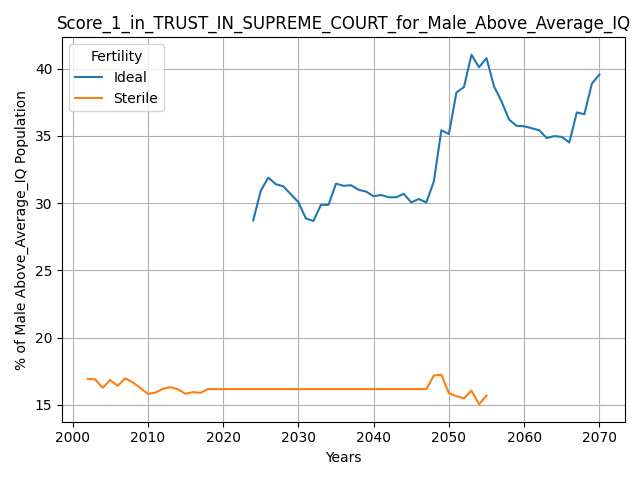 Score_1_in_TRUST_IN_SUPREME_COURT_for_Male_Above_Average_IQ
Fertility
Ideal
Sterile
% of Male Above_Average_IQ Population
40
35
30
25
20
15
2000
2010
2020
2030
2040
2050
2060
2070
Years